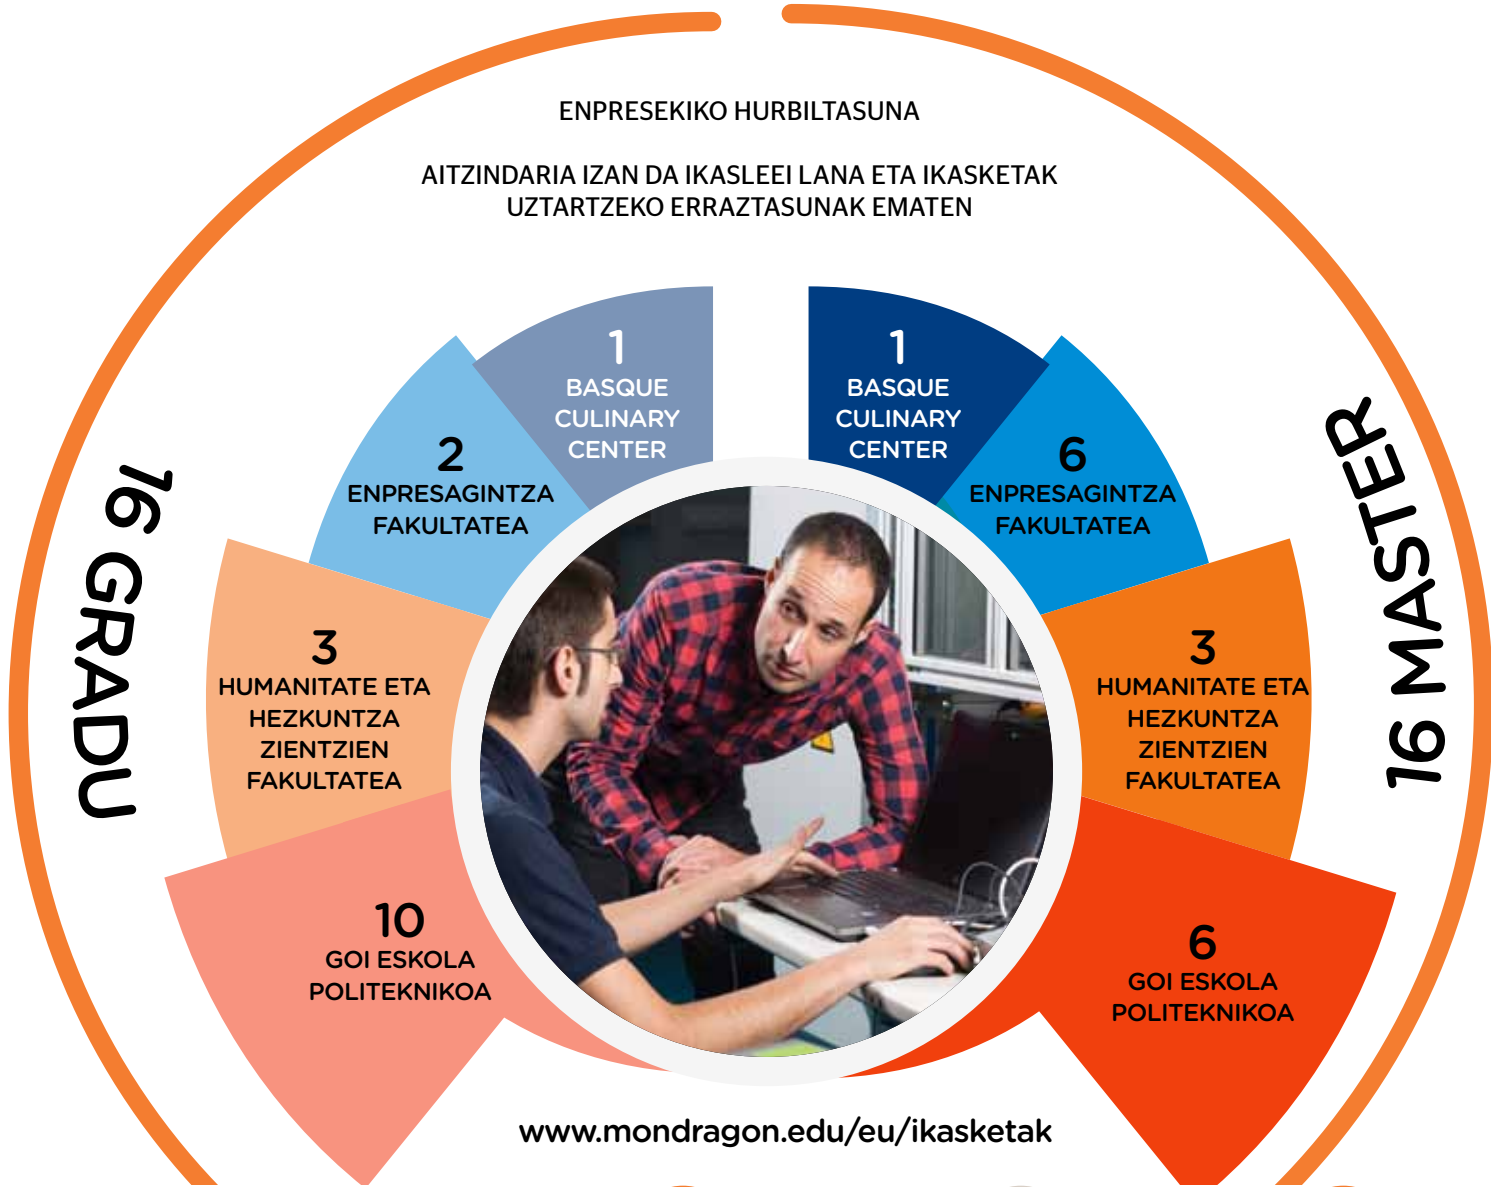 ENPRESEKIKO HURBILTASUNA
AITZINDARIA IZAN DA IKASLEEI LANA ETA IKASKETAK
UZTARTZEKO ERRAZTASUNAK EMATEN
16 GRADU
1
BASQUE
CULINARY
CENTER
2
ENPRESAGINTZA
FAKULTATEA
3
HUMANITATE ETA
HEZKUNTZA
ZIENTZIEN
FAKULTATEA
10
GOI ESKOLA
POLITEKNIKOA
16 MASTER
1
BASQUE
CULINARY
CENTER
6
ENPRESAGINTZA
FAKULTATEA
3
HUMANITATE ETA
HEZKUNTZA
ZIENTZIEN
FAKULTATEA
6
GOI ESKOLA
POLITEKNIKOA
www.mondragon.edu/eu/ikasketak